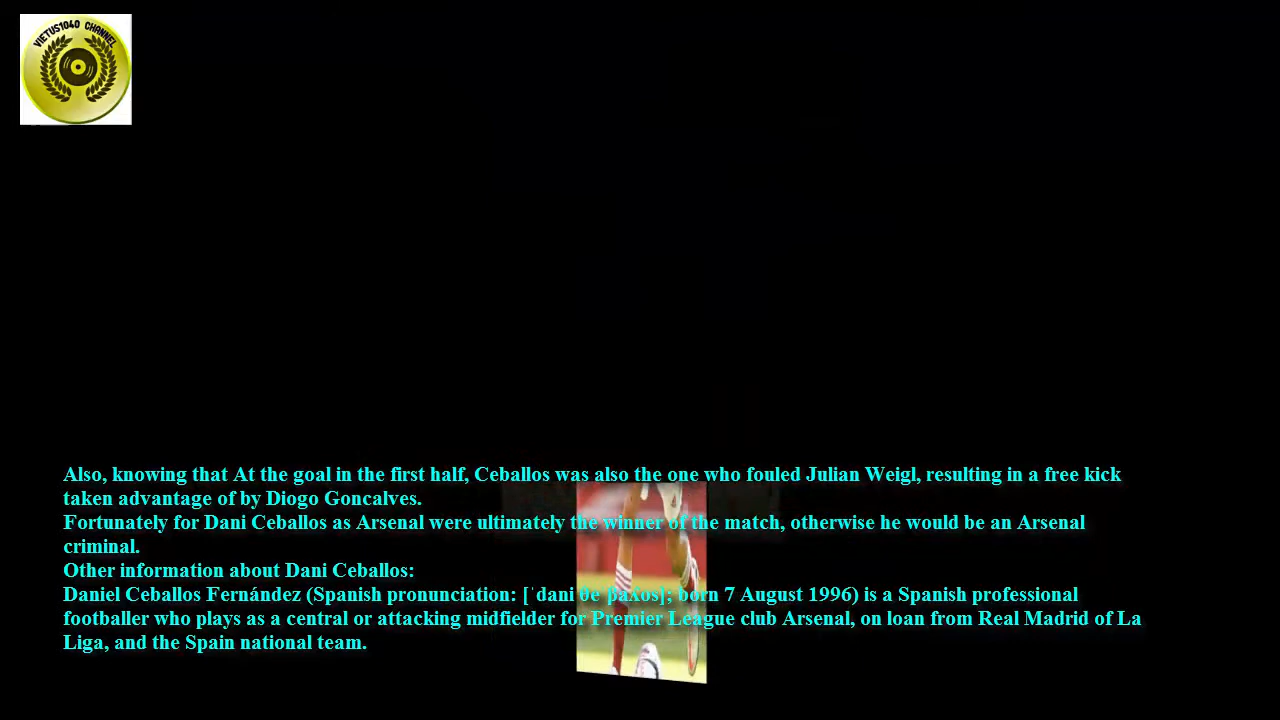 VIETUS1040 CHANNEL
Also, knowing that At the goal in the first half, Ceballos was also the one who fouled Julian Weigl, resulting in a free kick
taken advantage of by Diogo Goncalves.
Fortunately for Dani Ceballos as Arsenal were ultimately the winner of the match, otherwise he would be an Arsenal
criminal.
Other information about Dani Ceballos:
Daniel Ceballos Fernández (Spanish pronunciation: [ˈdani θeˈβaʎos]; born 7 August 1996) is a Spanish professional
footballer who plays as a central or attacking midfielder for Premier League club Arsenal, on loan from Real Madrid of La
Liga, and the Spain national team.